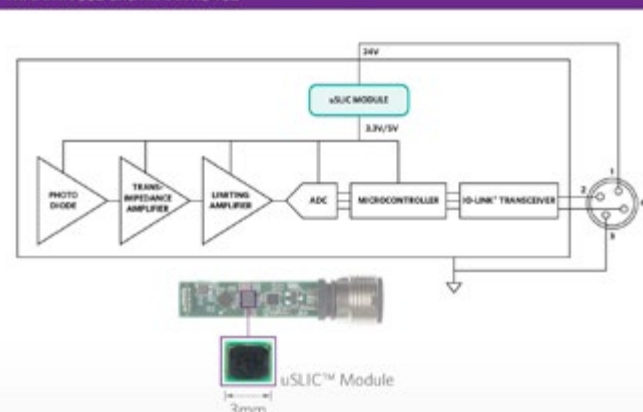 24V
uSLIC MODULE
3.3V/5V
PHOTO
DIODE
TRANS-
IMPEDANCE
AMPLIFIER
LIMITING
AMPLIFIER
ADC
MICROCONTROLLER
IO-LINK® TRANSCEIVER
1
2
4
3
uSLIC™ Module
3mm